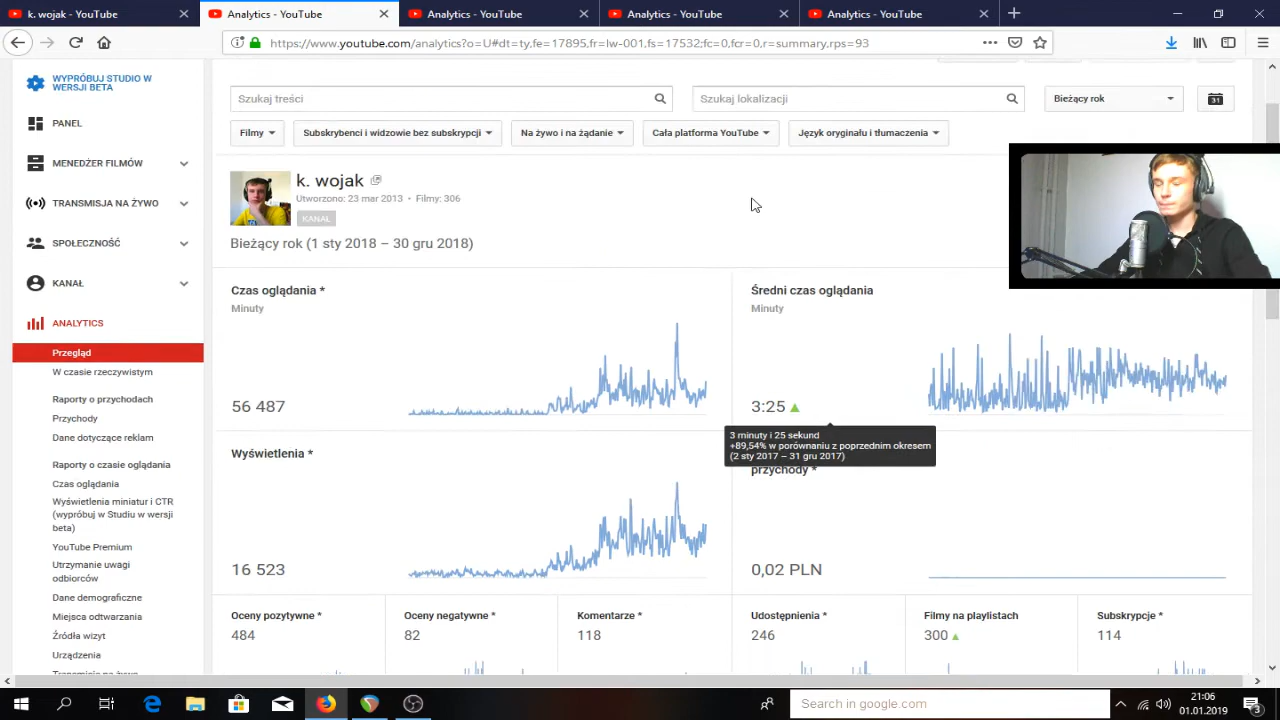 k. wojak - YouTube
Analytics - YouTube
Analytics - YouTube
Analytics - YouTube
Analytics - YouTube
https://www.youtube.com/analytics?o=U#dt=ty,fe=17895,fr=lw-001,fs=17532;fc=0,fcr=0,r=summary,rps=93
WYPRÓBUJ STUDIO W
WERSJI BETA
PANEL
MENEDŻER FILMÓW
TRANSMISJA NA ŻYWO
SPOŁECZNOŚĆ
KANAŁ
ANALYTICS
Przegląd
W czasie rzeczywistym
Raporty o przychodach
Przychody
Dane dotyczące reklam
Raporty o czasie oglądania
Czas oglądania
Wyświetlenia miniatur i CTR
(wypróbuj w Studiu w wersji
beta)
YouTube Premium
Utrzymanie uwagi
odbiorców
Dane demograficzne
Miejsca odtwarzania
Źródła wizyt
Urządzenia
Szukaj treści
Szukaj lokalizacji
Bieżący rok
31
Filmy
Subskrybenci i widzowie bez subskrypcji
Na żywo i na żądanie
Cała platforma YouTube
Język oryginału i tłumaczenia
k. wojak
Utworzono: 23 mar 2013 • Filmy: 306
KANAŁ
Bieżący rok (1 sty 2018 – 30 gru 2018)
Czas oglądania *
Minuty
56 487
Średni czas oglądania
Minuty
3:25
3 minuty i 25 sekund
+89,54% w porównaniu z poprzednim okresem
(2 sty 2017 – 31 gru 2017)
Wyświetlenia *
16 523
przychody *
0,02 PLN
Oceny pozytywne *
484
Oceny negatywne *
82
Komentarze *
118
Udostępnienia *
246
Filmy na playlistach
300
Subskrypcje *
114
Search in google.com
21:06
01.01.2019
3